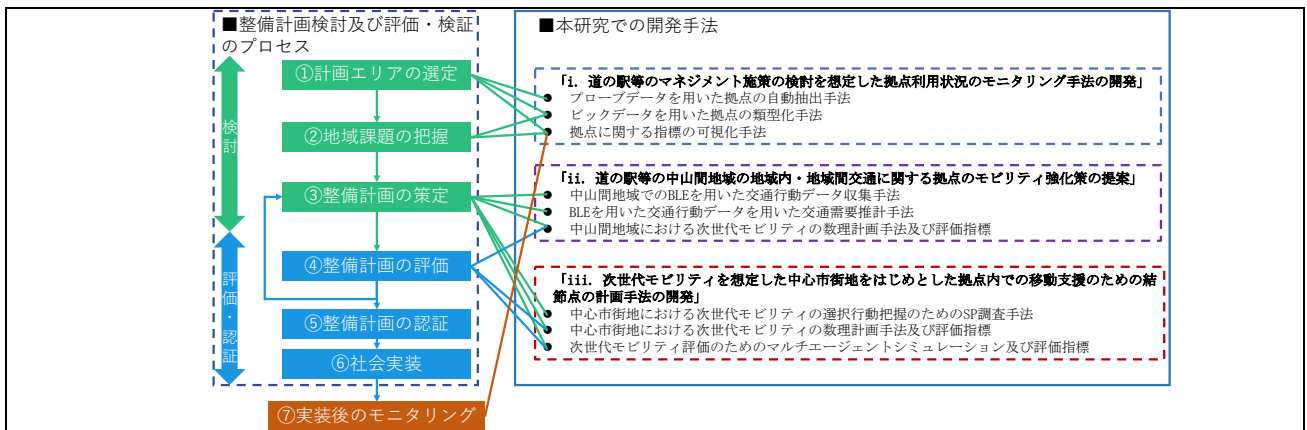 ■整備計画検討及び評価・検証
のプロセス
検討
評価・認証
①計画エリアの選定
②地域課題の把握
③整備計画の策定
④整備計画の評価
⑤整備計画の認証
⑥社会実装
⑦実装後のモニタリング
■本研究での開発手法
「i. 道の駅等のマネジメント施策の検討を想定した拠点利用状況のモニタリング手法の開発」
● プローブデータを用いた拠点の自動抽出手法
● ビックデータを用いた拠点の類型化手法
● 拠点に関する指標の可視化手法
「ii. 道の駅等の中山間地域の地域内・地域間交通に関する拠点のモビリティ強化策の提案」
● 中山間地域でのBLEを用いた交通行動データ収集手法
● BLEを用いた交通行動データを用いた交通需要推計手法
● 中山間地域における次世代モビリティの数理計画手法及び評価指標
「iii. 次世代モビリティを想定した中心市街地をはじめとした拠点内での移動支援のための結
節点の計画手法の開発」
● 中心市街地における次世代モビリティの選択行動把握のためのSP調査手法
● 中心市街地における次世代モビリティの数理計画手法及び評価指標
● 次世代モビリティ評価のためのマルチエージェントシミュレーション及び評価指標